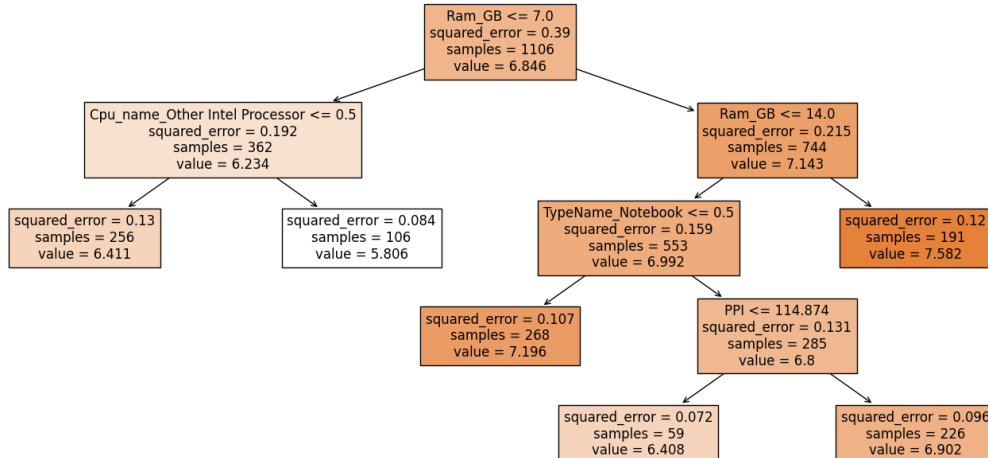 Ram_GB <= 7.0
squared_error = 0.39
samples = 1106
value = 6.846
Cpu_name_Other Intel Processor <= 0.5
squared_error = 0.192
samples = 362
value = 6.234
Ram_GB <= 14.0
squared_error = 0.215
samples = 744
value = 7.143
squared_error = 0.13
samples = 256
value = 6.411
squared_error = 0.084
samples = 106
value = 5.806
TypeName_Notebook <= 0.5
squared_error = 0.159
samples = 553
value = 6.992
squared_error = 0.12
samples = 191
value = 7.582
squared_error = 0.107
samples = 268
value = 7.196
PPI <= 114.874
squared_error = 0.131
samples = 285
value = 6.8
squared_error = 0.072
samples = 59
value = 6.408
squared_error = 0.096
samples = 226
value = 6.902